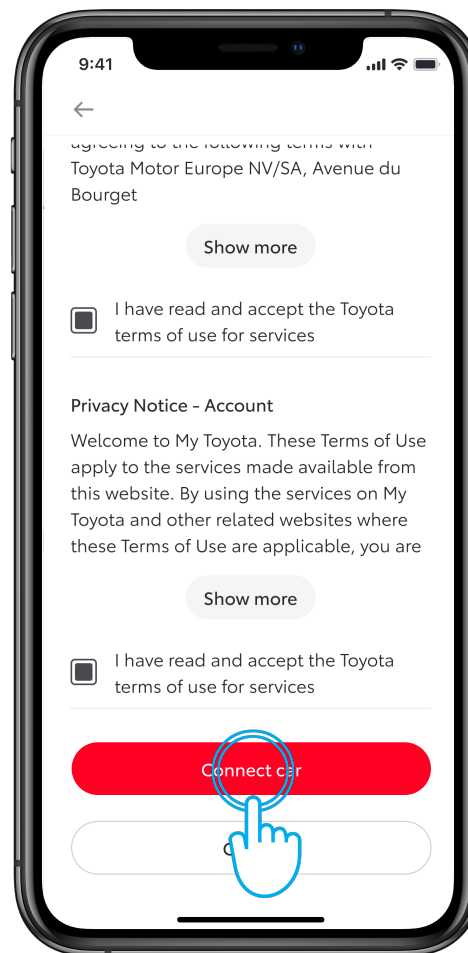 9:41
agreeing to the following terms with
Toyota Motor Europe NV/SA, Avenue du
Bourget
Show more
I have read and accept the Toyota
terms of use for services
Privacy Notice - Account
Welcome to My Toyota. These Terms of Use
apply to the services made available from
this website. By using the services on My
Toyota and other related websites where
these Terms of Use are applicable, you are
Show more
I have read and accept the Toyota
terms of use for services
Connect car